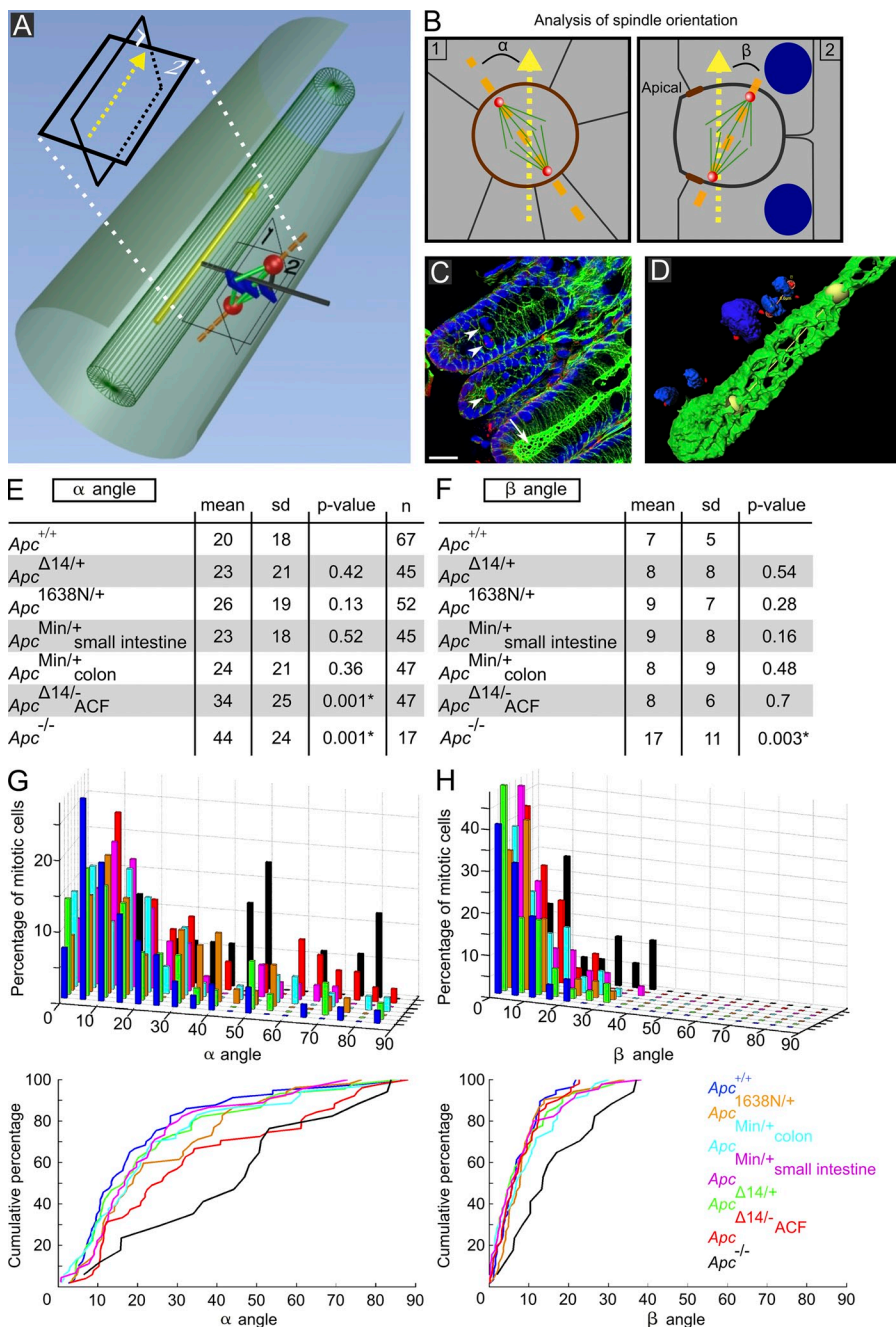 A
1
2
1
2
B
Analysis of spindle orientation
1
α
Apical
β
2
C
D
E α angle
mean sd p-value n
Apc+/+ 20 18 67
ApcΔ14/+ 23 21 0.42 45
Apc1638N/+ 26 19 0.13 52
ApcMin/+ small intestine 23 18 0.52 45
ApcMin/+ colon 24 21 0.36 47
ApcΔ14/- ACF 34 25 0.001* 47
Apc-/- 44 24 0.001* 17
F β angle
mean sd p-value
Apc+/+ 7 5
ApcΔ14/+ 8 8 0.54
Apc1638N/+ 9 7 0.28
ApcMin/+ small intestine 9 8 0.16
ApcMin/+ colon 8 9 0.48
ApcΔ14/- ACF 8 6 0.7
Apc-/- 17 11 0.003*
G
Percentage of mitotic cells
20
10
0 10 20 30 40 50 60 70 80 90
α angle
H
Percentage of mitotic cells
40
30
20
10
0 10 20 30 40 50 60 70 80 90
β angle
Cumulative percentage
100
80
60
40
20
0 10 20 30 40 50 60 70 80 90
α angle
Cumulative percentage
100
80
60
40
20
0 10 20 30 40 50 60 70 80 90
β angle
Apc+/+
Apc1638N/+
ApcMin/+ colon
ApcMin/+ small intestine
ApcΔ14/+
ApcΔ14/- ACF
Apc-/-